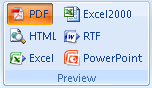 PDF Excel2000
HTML RTF
Excel PowerPoint
Preview